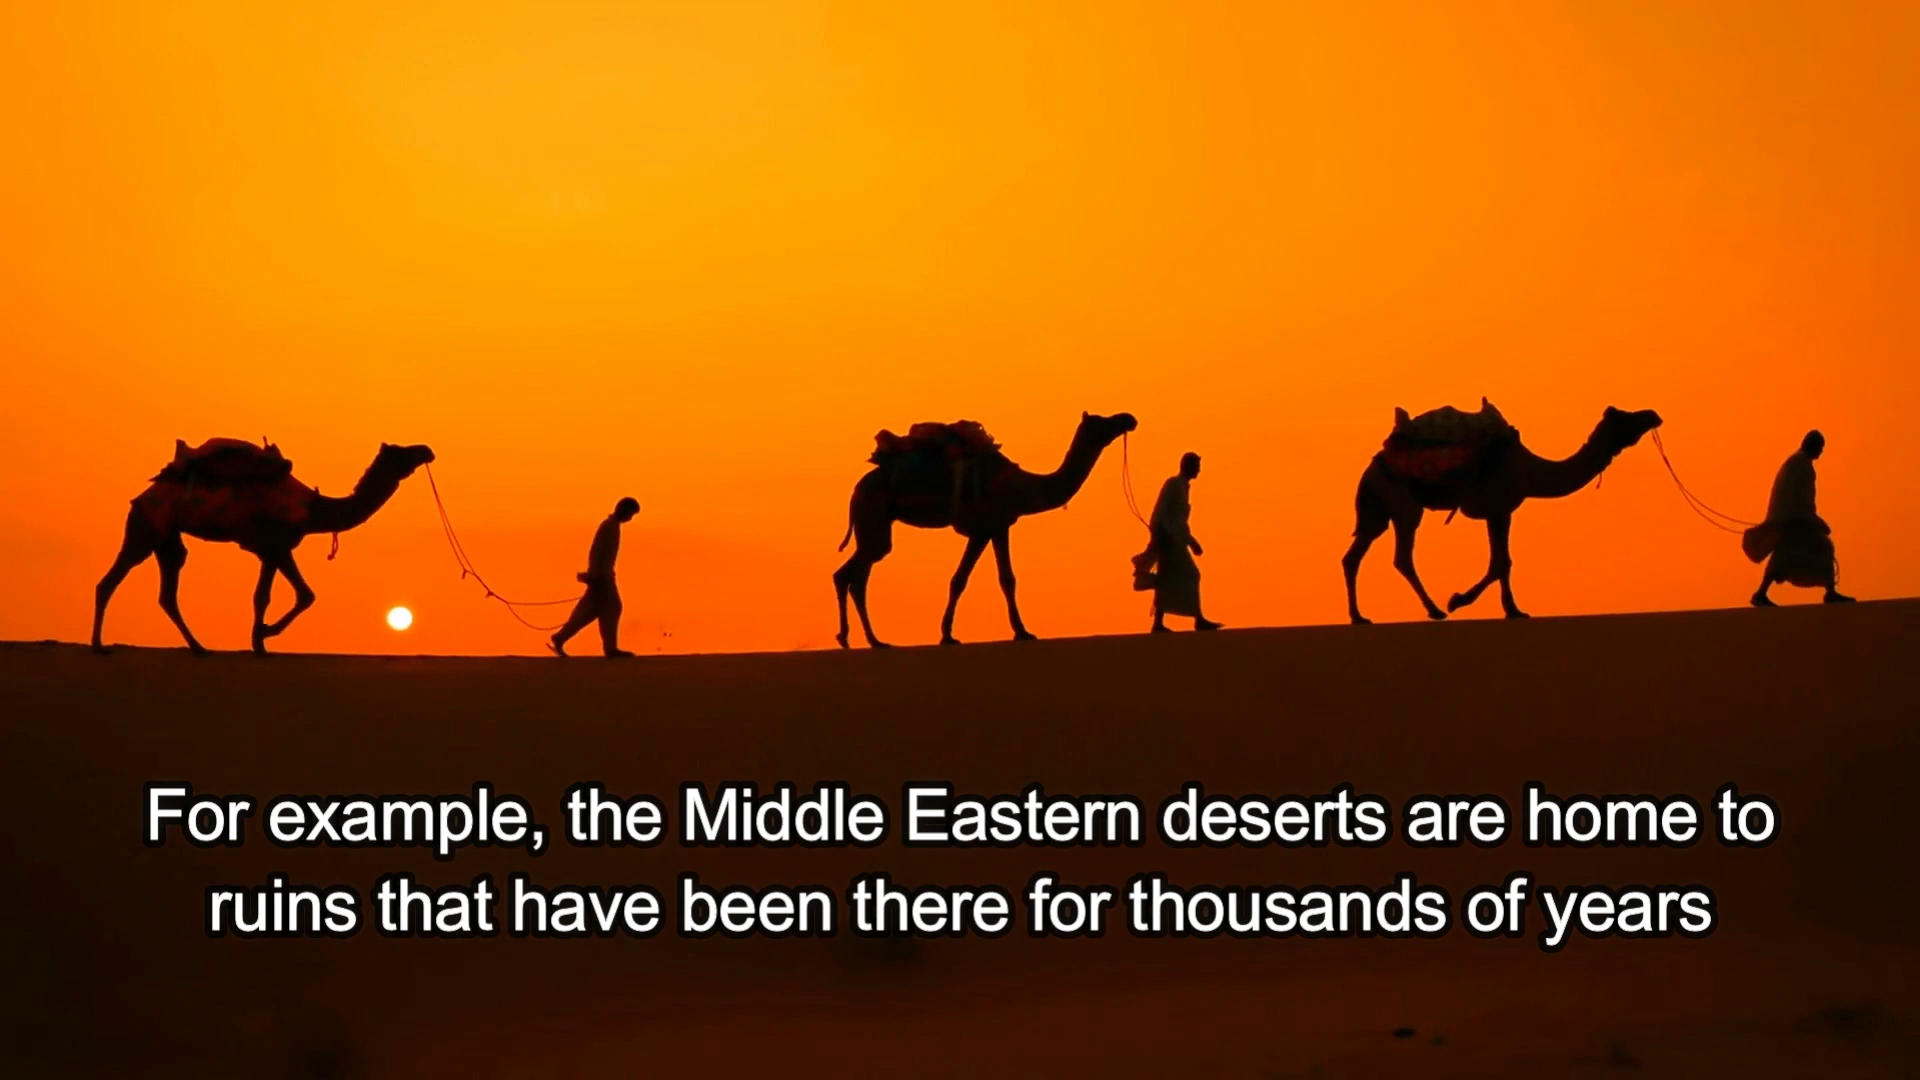 For example, the Middle Eastern deserts are home to
ruins that have been there for thousands of years